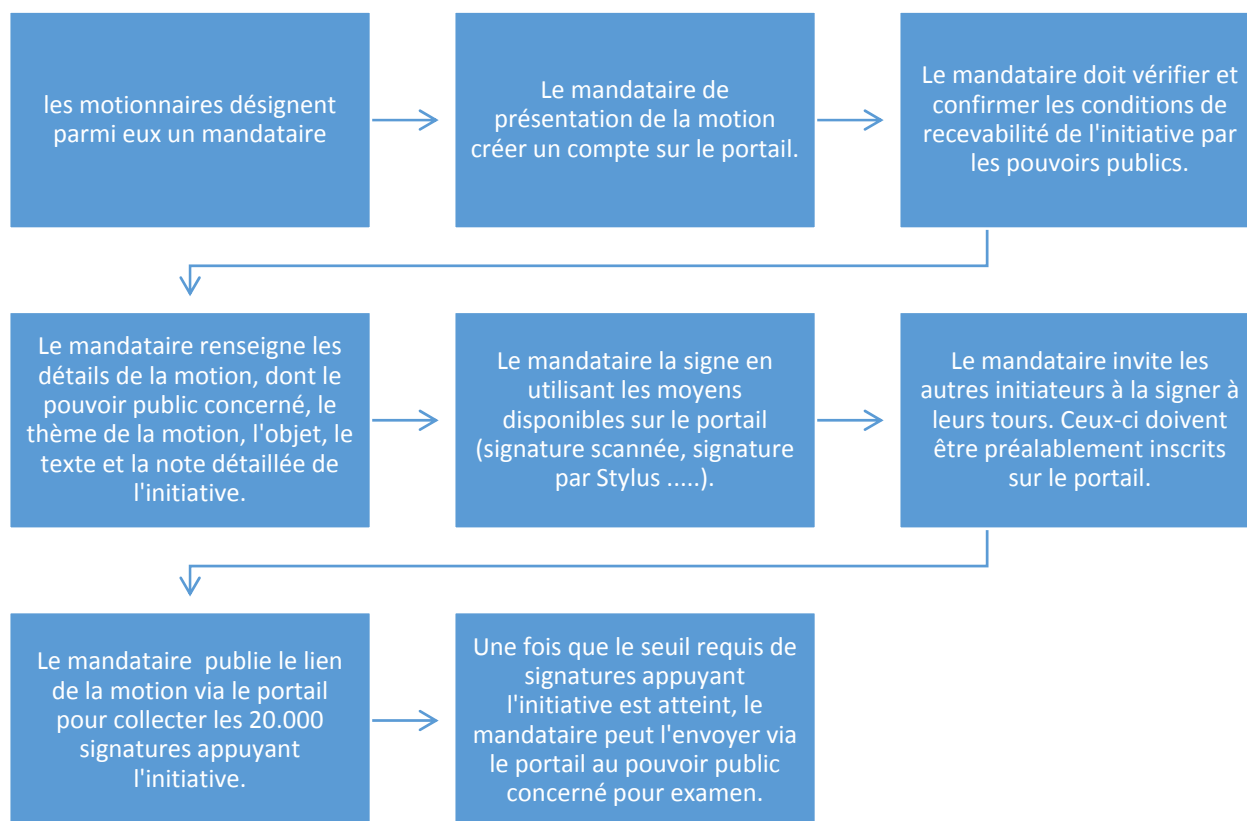 les motionnaires désignent
parmi eux un mandataire
Le mandataire de
présentation de la motion
créer un compte sur le portail.
Le mandataire doit vérifier et
confirmer les conditions de
recevabilité de l'initiative par
les pouvoirs publics.
Le mandataire renseigne les
détails de la motion, dont le
pouvoir public concerné, le
thème de la motion, l'objet, le
texte et la note détaillée de
l'initiative.
Le mandataire la signe en
utilisant les moyens
disponibles sur le portail
(signature scannée, signature
par Stylus .....).
Le mandataire invite les
autres initiateurs à la signer à
leurs tours. Ceux-ci doivent
être préalablement inscrits
sur le portail.
Le mandataire  publie le lien
de la motion via le portail
pour collecter les 20.000
signatures appuyant
l'initiative.
Une fois que le seuil requis de
signatures appuyant
l'initiative est atteint, le
mandataire peut l'envoyer via
le portail au pouvoir public
concerné pour examen.